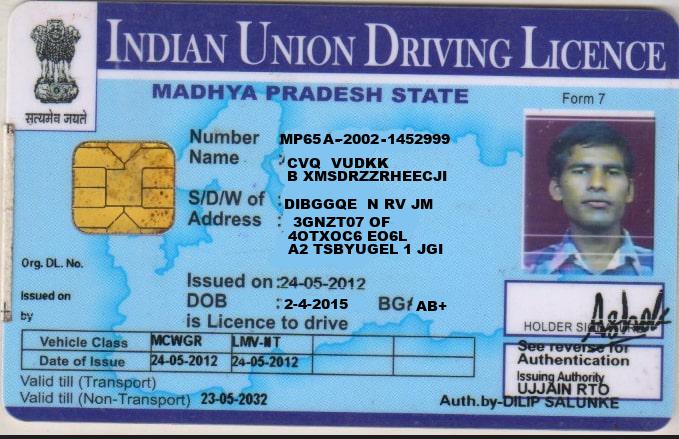 INDIAN UNION DRIVING LICENCE
सत्यमेव जयते
MADHYA PRADESH STATE
Form 7
Number MP65A-2002-1452999
Name : CVQ VUDKK
B XMSDRZZRHEECJI
S/D/W of : DIBGGQE N RV JM
Address : 3GNZT07 OF
4OTXOC6 EO6L
A2 TSBYUGEL 1 JGI
Org. DL. No.
Issued on :24-05-2012
Issued on
DOB :2-4-2015 BG/ AB+
by
is Licence to drive
HOLDER SIGNATURE
Vehicle Class MCWGR LMV-NT
Date of Issue 24-05-2012 24-05-2012
See reverse for
Authentication
Issuing Authority
UJJAIN RTO
Valid till (Transport)
Valid till (Non-Transport) 23-05-2032
Auth.by-DILIP SALUNKE